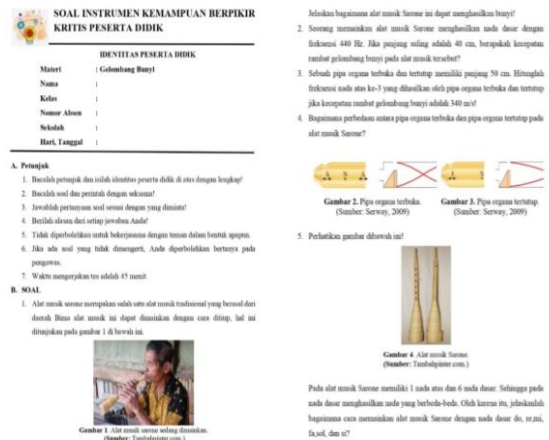 SOAL INSTRUMEN KEMAMPUAN BERPIKIR
KRITIS PESERTA DIDIK
IDENTITAS PESERTA DIDIK
Materi : Gelombang Bunyi
Nama :
Kelas :
Nomor Absen :
Sekolah :
Hari, Tanggal :
A. Petunjuk
1. Bacalah petunjuk dan isilah identitas peserta didik di atas dengan lengkap!
2. Bacalah soal dan perintah dengan seksama!
3. Jawablah pertanyaan soal sesuai dengan yang diminta!
4. Berilah alasan dari setiap jawaban Anda!
5. Tidak diperbolehkan untuk bekerjasama dengan teman dalam bentuk apapun.
6. Jika ada soal yang tidak dimengerti, Anda diperbolehkan bertanya pada
pengawas.
7. Waktu mengerjakan tes adalah 45 menit.
B. SOAL
1. Alat musik sarone merupakan salah satu alat musik tradisional yang berasal dari
daerah Bima alat musik ini dapat dimainkan dengan cara ditiup, hal ini
ditunjukan pada gambar 1 di bawah ini.
Gambar 1. Alat musik sarone sedang dimainkan.
(Sumber: Tambahpinter.com.)
Jelaskan bagaimana alat musik Sarone ini dapat menghasilkan bunyi!
2. Seorang memainkan alat musik Sarone menghasilkan nada dasar dengan
frekuensi 440 Hz. Jika panjang suling adalah 40 cm, berapakah kecepatan
rambat gelombang bunyi pada alat musik tersebut?
3. Sebuah pipa organa terbuka dan tertutup memiliki panjang 50 cm. Hitunglah
frekuensi nada atas ke-3 yang dihasilkan oleh pipa organa terbuka dan tertutup
jika kecepatan rambat gelombang bunyi adalah 340 m/s!
4. Bagaimana perbedaan antara pipa organa terbuka dan pipa organa tertutup pada
alat musik Sarone?
A S A
A S
Gambar 2. Pipa organa terbuka.
(Sumber: Serway, 2009)
Gambar 3. Pipa organa tertutup.
(Sumber: Serway, 2009)
5. Perhatikan gambar dibawah ini!
Gambar 4. Alat musik Sarone.
(Sumber: Tambahpinter.com.)
Pada alat musik Sarone memiliki 1 nada atas dan 6 nada dasar. Sehingga pada
nada dasar menghasilkan nada yang berbeda-beda. Oleh karena itu, jelaskanlah
bagaimana cara memainkan alat musik Sarone dengan nada dasar do, re,mi,
fa,sol, dan si?